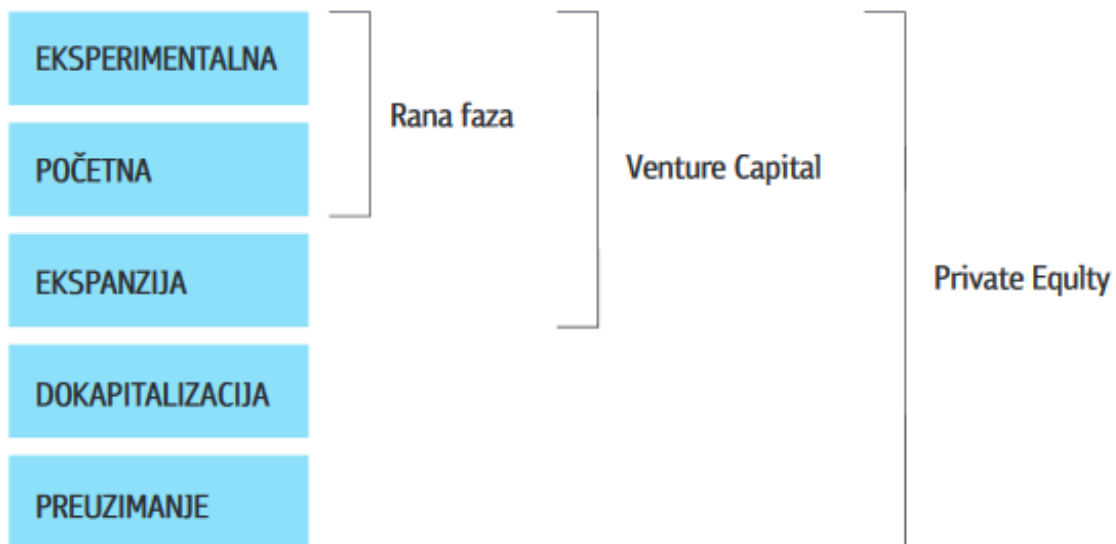 EKSPERIMENTALNA
Rana faza
POČETNA
Venture Capital
EKSPANZIJA
Private Equlty
DOKAPITALIZACIJA
PREUZIMANJE